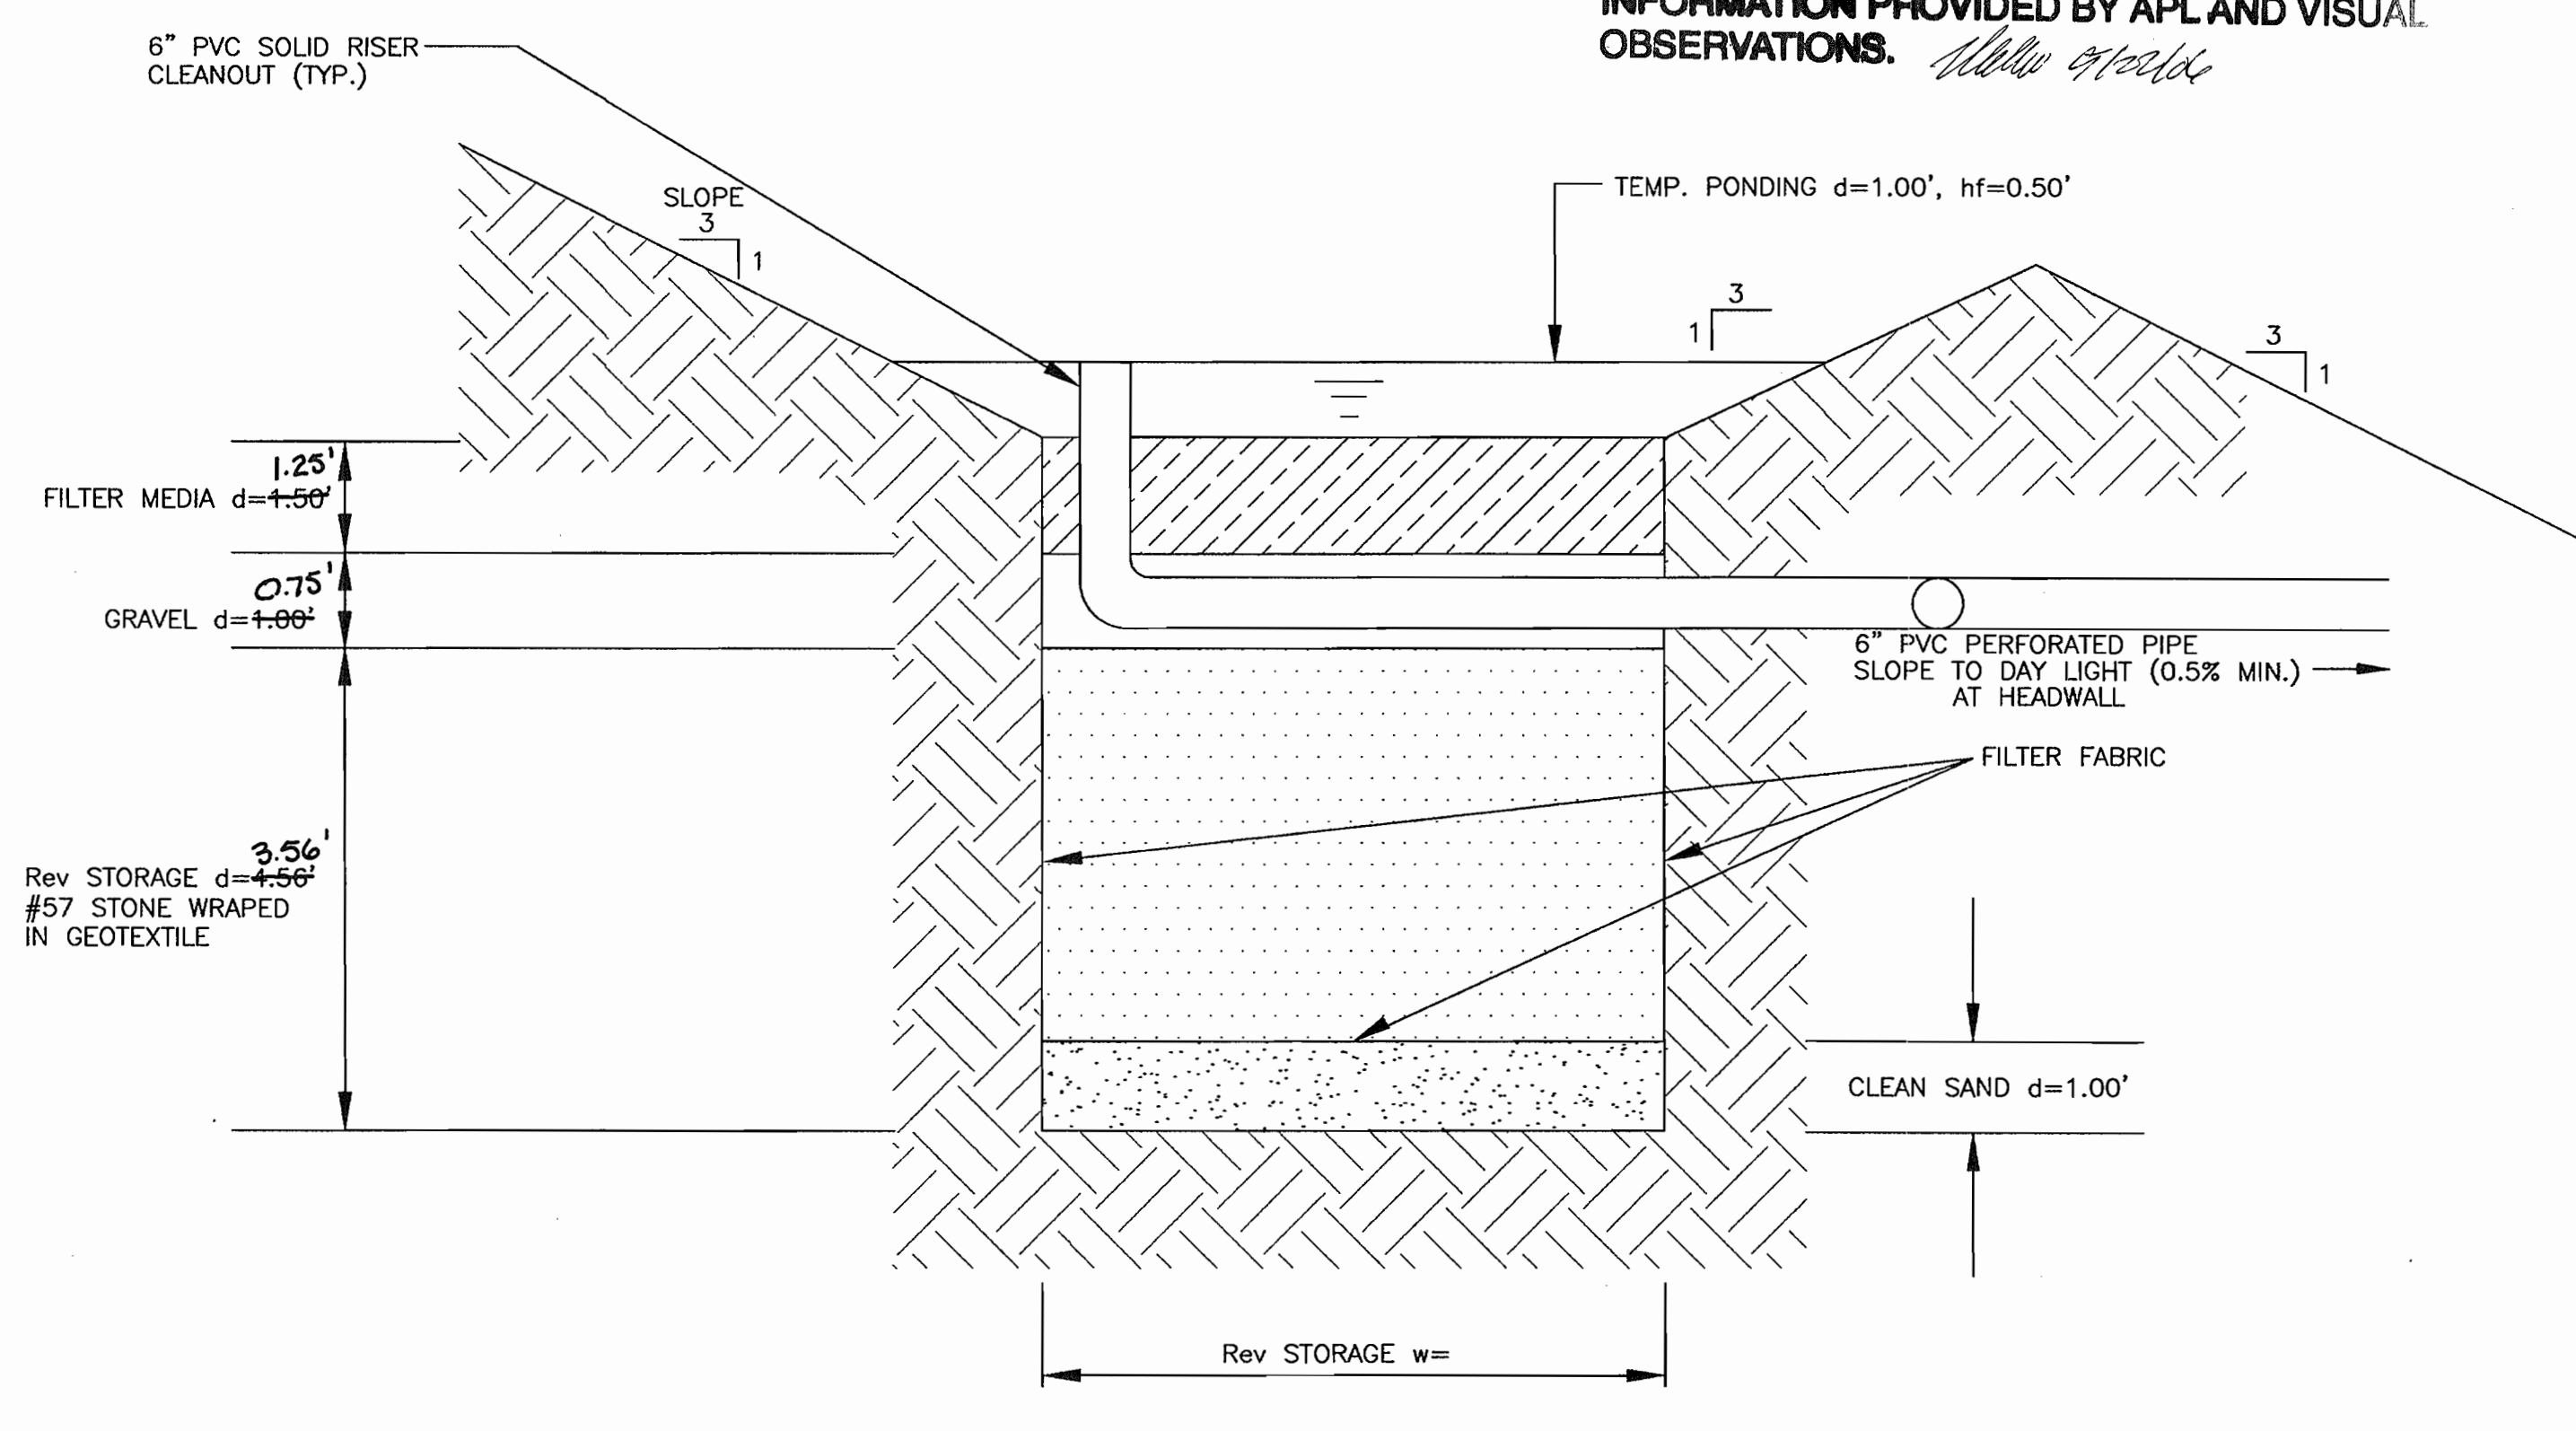 INFORMATION PROVIDED BY APL AND VISUAL
OBSERVATIONS.
6" PVC SOLID RISER
CLEANOUT (TYP.)
SLOPE
3
1
TEMP. PONDING d=1.00', hf=0.50'
3
1
3
1
1.25'
FILTER MEDIA d=1.50'
0.75'
GRAVEL d=1.00'
6" PVC PERFORATED PIPE
SLOPE TO DAY LIGHT (0.5% MIN.)
AT HEADWALL
FILTER FABRIC
3.56'
Rev STORAGE d=4.56'
#57 STONE WRAPED
IN GEOTEXTILE
CLEAN SAND d=1.00'
Rev STORAGE w=